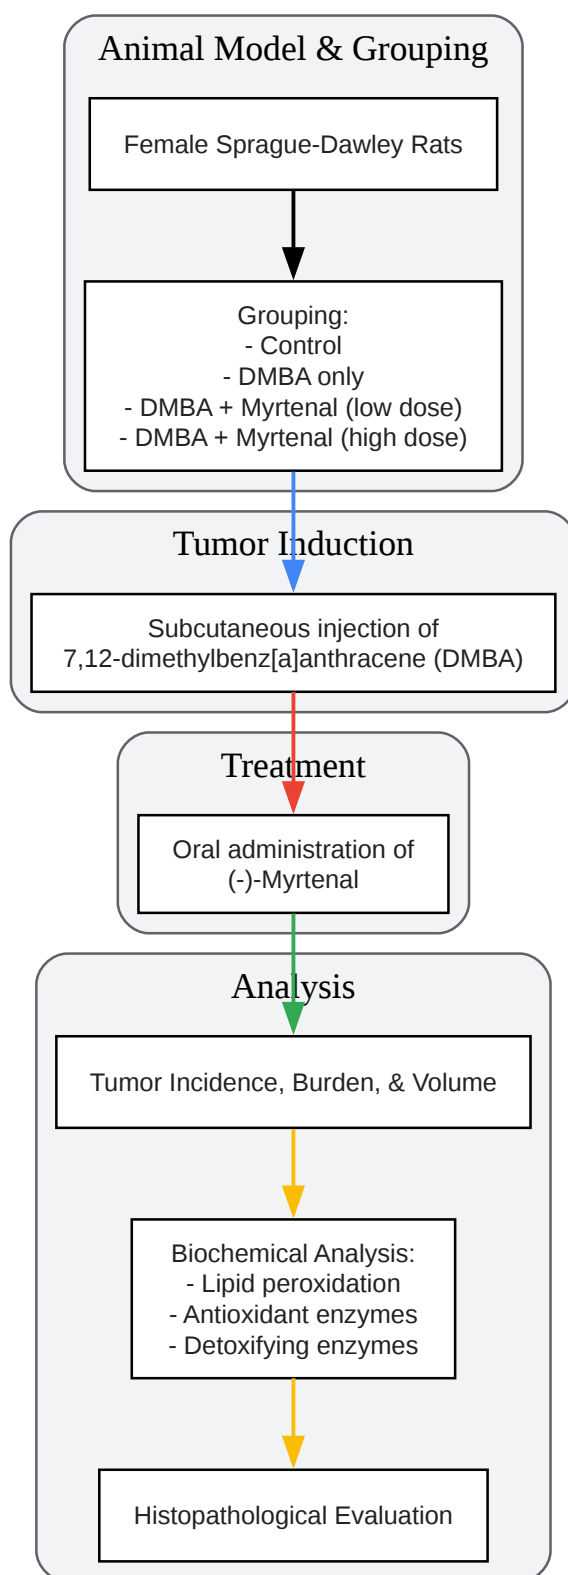 Animal Model & Grouping
Female Sprague-Dawley Rats
Grouping:
- Control
- DMBA only
- DMBA + Myrtenal (low dose)
- DMBA + Myrtenal (high dose)
Tumor Induction
Subcutaneous injection of
7,12-dimethylbenz[a]anthracene (DMBA)
Treatment
Oral administration of
(-)-Myrtenal
Analysis
Tumor Incidence, Burden, & Volume
Biochemical Analysis:
- Lipid peroxidation
- Antioxidant enzymes
- Detoxifying enzymes
Histopathological Evaluation